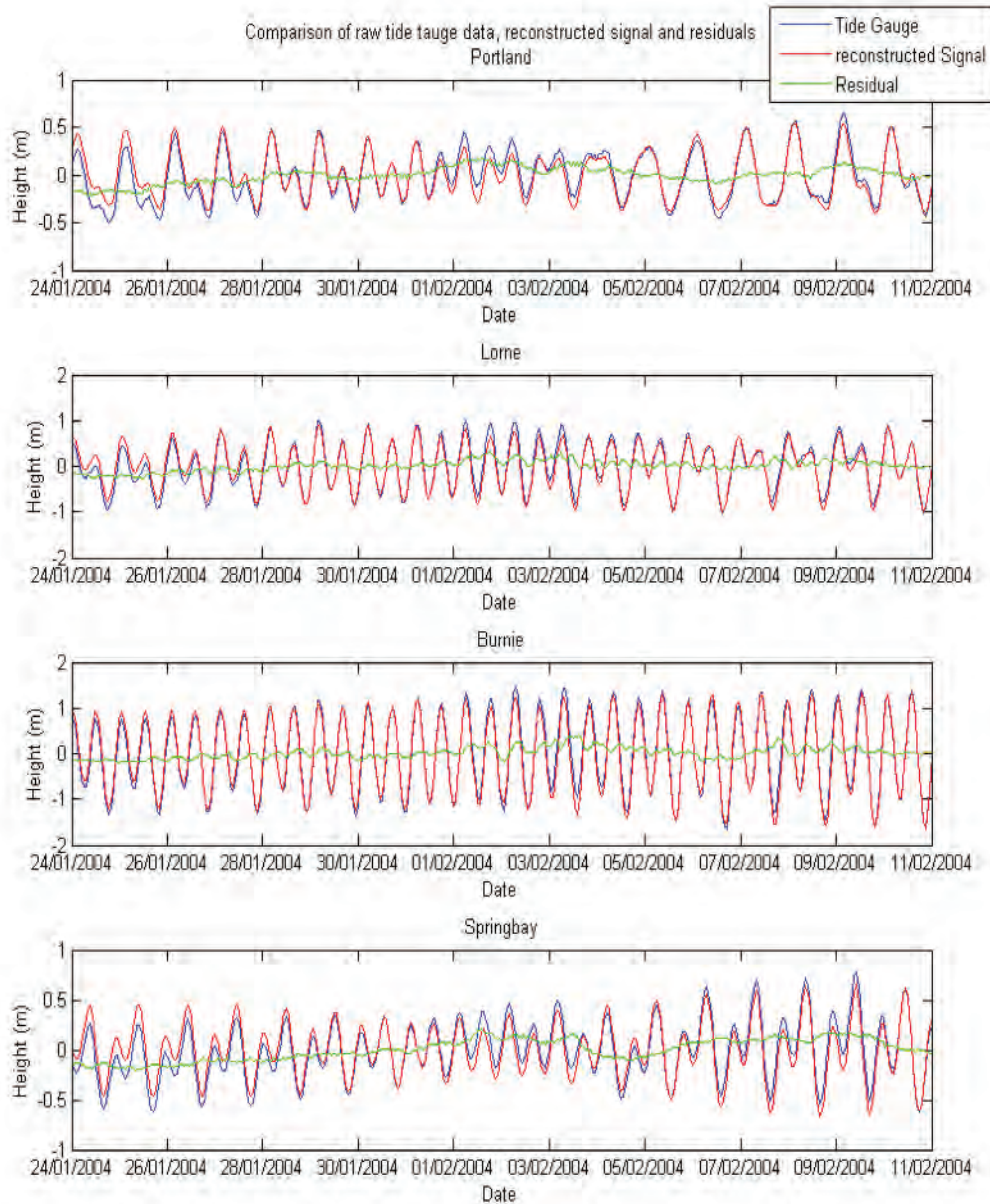 Comparison of raw tide tauge data, reconstructed signal and residuals
Portland
Tide Gauge
reconstructed Signal
Residual
1
0.5
0
-0.5
-1
Height (m)
24/01/2004 26/01/2004 28/01/2004 30/01/2004 01/02/2004 03/02/2004 05/02/2004 07/02/2004 09/02/2004 11/02/2004
Date
Lorne
2
1
0
-1
-2
Height (m)
24/01/2004 26/01/2004 28/01/2004 30/01/2004 01/02/2004 03/02/2004 05/02/2004 07/02/2004 09/02/2004 11/02/2004
Date
Burnie
2
1
0
-1
-2
Height (m)
24/01/2004 26/01/2004 28/01/2004 30/01/2004 01/02/2004 03/02/2004 05/02/2004 07/02/2004 09/02/2004 11/02/2004
Date
Springbay
1
0.5
0
-0.5
-1
Height (m)
24/01/2004 26/01/2004 28/01/2004 30/01/2004 01/02/2004 03/02/2004 05/02/2004 07/02/2004 09/02/2004 11/02/2004
Date